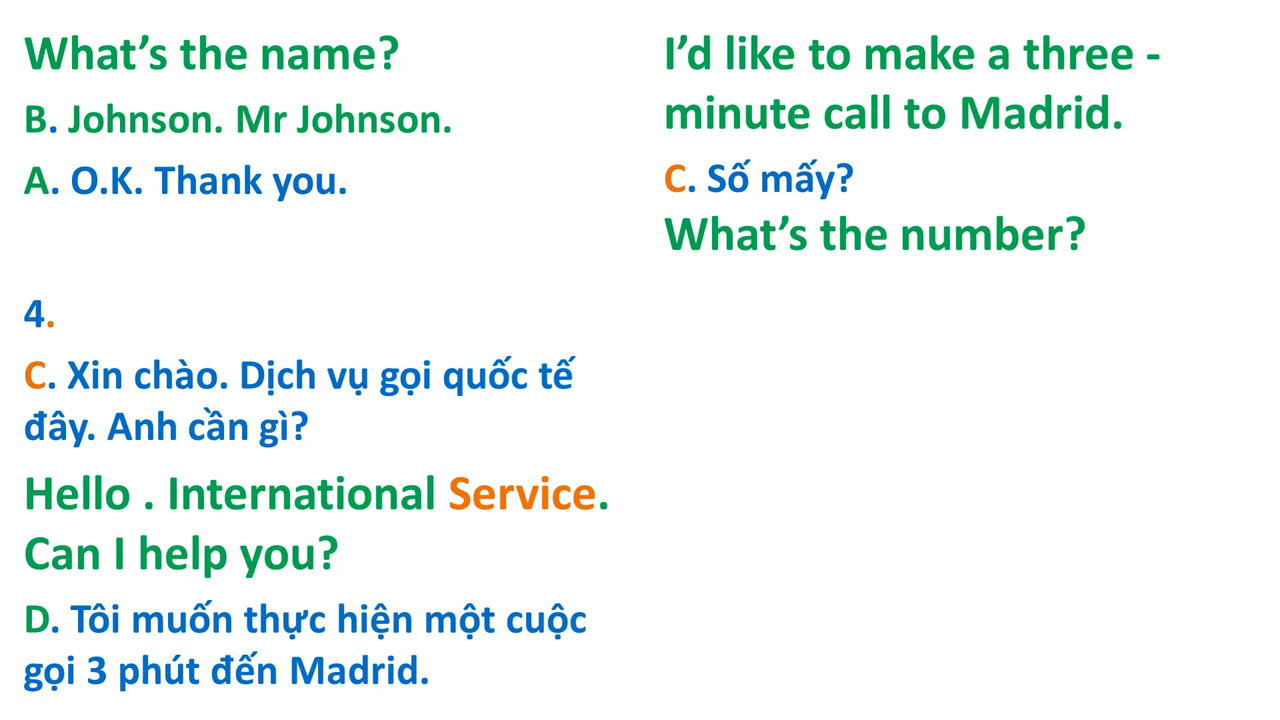 What's the name?
B. Johnson. Mr Johnson.
A. O.K. Thank you.
4.
C. Xin chào. Dịch vụ gọi quốc tế
đây. Anh cần gì?
Hello . International Service.
Can I help you?
D. Tôi muốn thực hiện một cuộc
gọi 3 phút đến Madrid.
I'd like to make a three -
minute call to Madrid.
C. Số mấy?
What's the number?